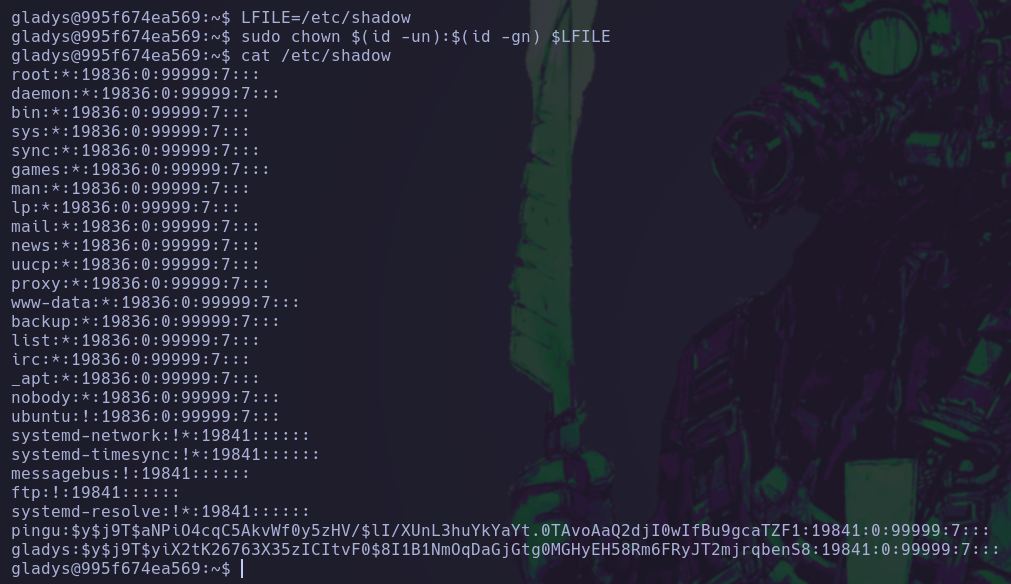 gladys@995f674ea569:~$ LFILE=/etc/shadow
gladys@995f674ea569:~$ sudo chown $(id -un):$(id -gn) $LFILE
gladys@995f674ea569:~$ cat /etc/shadow
root:*:19836:0:99999:7:::
daemon:*:19836:0:99999:7:::
bin:*:19836:0:99999:7:::
sys:*:19836:0:99999:7:::
sync:*:19836:0:99999:7:::
games:*:19836:0:99999:7:::
man:*:19836:0:99999:7:::
lp:*:19836:0:99999:7:::
mail:*:19836:0:99999:7:::
news:*:19836:0:99999:7:::
uucp:*:19836:0:99999:7:::
proxy:*:19836:0:99999:7:::
www-data:*:19836:0:99999:7:::
backup:*:19836:0:99999:7:::
list:*:19836:0:99999:7:::
irc:*:19836:0:99999:7:::
_apt:*:19836:0:99999:7:::
nobody:*:19836:0:99999:7:::
ubuntu:!:19836:0:99999:7:::
systemd-network:!*:19841::::::
systemd-timesync:!*:19841::::::
messagebus:!:19841::::::
ftp:!:19841::::::
systemd-resolve:!*:19841::::::
pingu:$y$j9T$aNPiO4cqC5AkvWf0y5zHV/$lI/XUnL3huYkYaYt.0TAvoAaQ2djI0wIfBu9gcaTZF1:19841:0:99999:7:::
gladys:$y$j9T$yiX2tK26763X35zICItvF0$8I1B1NmOqDaGjGtg0MGHyEH58Rm6FRyJT2mjrqbenS8:19841:0:99999:7:::
gladys@995f674ea569:~$